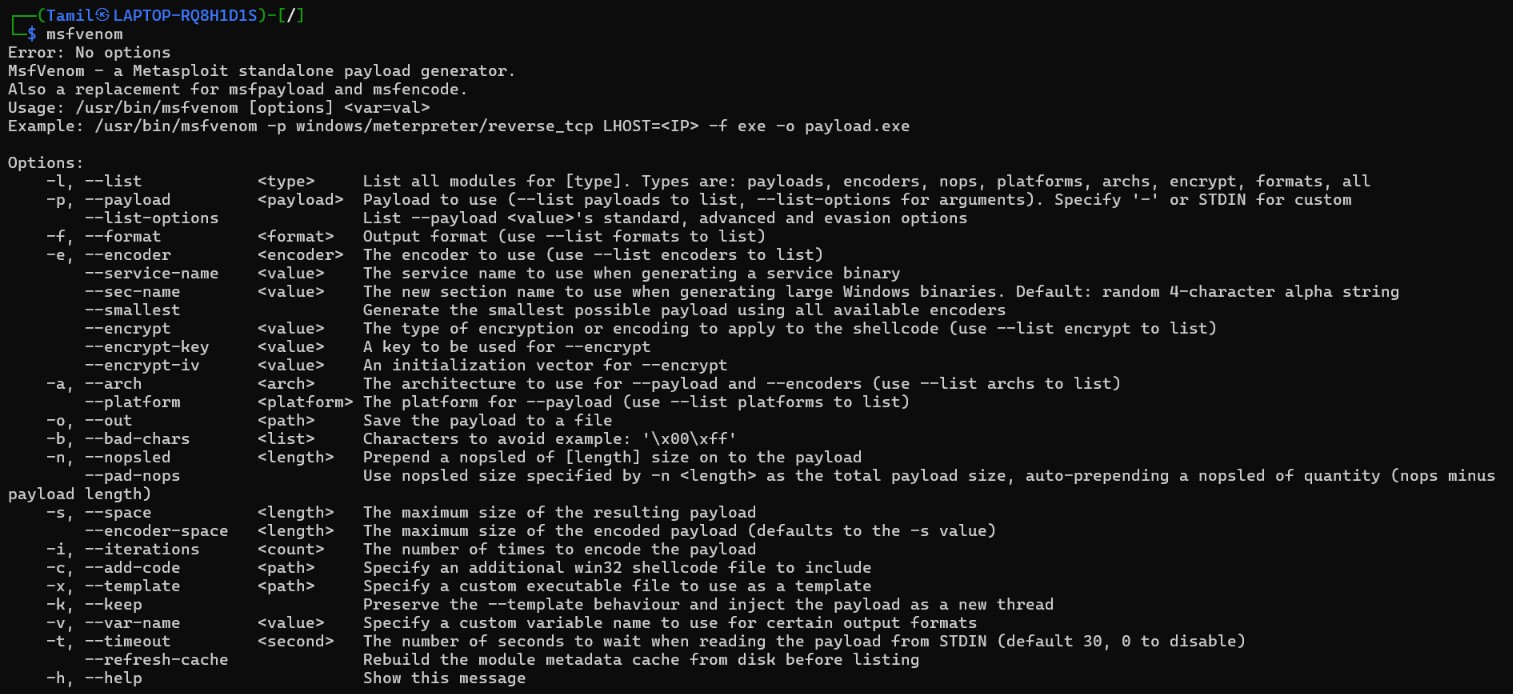 ┌──(Tamil㉿LAPTOP-RQ8H1D1S)-[/]
└─$ msfvenom
Error: No options
MsfVenom - a Metasploit standalone payload generator.
Also a replacement for msfpayload and msfencode.
Usage: /usr/bin/msfvenom [options] <var=val>
Example: /usr/bin/msfvenom -p windows/meterpreter/reverse_tcp LHOST=<IP> -f exe -o payload.exe

Options:
    -l, --list            <type>     List all modules for [type]. Types are: payloads, encoders, nops, platforms, archs, encrypt, formats, all
    -p, --payload         <payload>  Payload to use (--list payloads to list, --list-options for arguments). Specify '-' or STDIN for custom
        --list-options               List --payload <value>'s standard, advanced and evasion options
    -f, --format          <format>   Output format (use --list formats to list)
    -e, --encoder         <encoder>  The encoder to use (use --list encoders to list)
        --service-name    <value>    The service name to use when generating a service binary
        --sec-name        <value>    The new section name to use when generating large Windows binaries. Default: random 4-character alpha string
        --smallest                   Generate the smallest possible payload using all available encoders
        --encrypt         <value>    The type of encryption or encoding to apply to the shellcode (use --list encrypt to list)
        --encrypt-key     <value>    A key to be used for --encrypt
        --encrypt-iv      <value>    An initialization vector for --encrypt
    -a, --arch            <arch>     The architecture to use for --payload and --encoders (use --list archs to list)
        --platform        <platform> The platform for --payload (use --list platforms to list)
    -o, --out             <path>     Save the payload to a file
    -b, --bad-chars       <list>     Characters to avoid example: '\x00\xff'
    -n, --nopsled         <length>   Prepend a nopsled of [length] size on to the payload
        --pad-nops                   Use nopsled size specified by -n <length> as the total payload size, auto-prepending a nopsled of quantity (nops minus
payload length)
    -s, --space           <length>   The maximum size of the resulting payload
        --encoder-space   <length>   The maximum size of the encoded payload (defaults to the -s value)
    -i, --iterations      <count>    The number of times to encode the payload
    -c, --add-code        <path>     Specify an additional win32 shellcode file to include
    -x, --template        <path>     Specify a custom executable file to use as a template
    -k, --keep                       Preserve the --template behaviour and inject the payload as a new thread
    -v, --var-name        <value>    Specify a custom variable name to use for certain output formats
    -t, --timeout         <second>   The number of seconds to wait when reading the payload from STDIN (default 30, 0 to disable)
        --refresh-cache              Rebuild the module metadata cache from disk before listing
    -h, --help                       Show this message